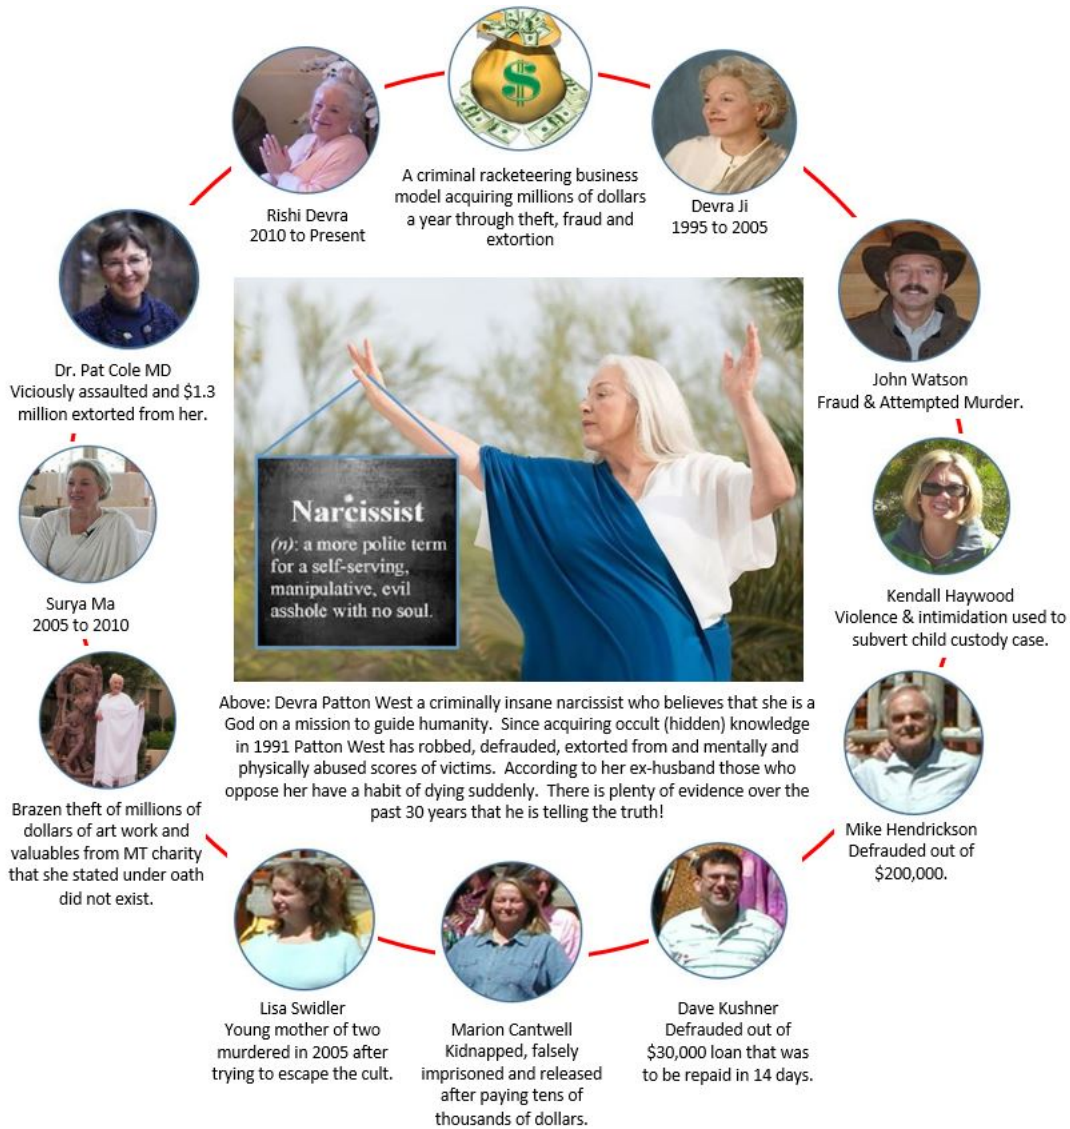 $
A criminal racketeering business
model acquiring millions of dollars
a year through theft, fraud and
extortion
Devra Ji
1995 to 2005
John Watson
Fraud & Attempted Murder.
Kendall Haywood
Violence & intimidation used to
subvert child custody case.
Mike Hendrickson
Defrauded out of
$200,000.
Dave Kushner
Defrauded out of
$30,000 loan that was
to be repaid in 14 days.
Marion Cantwell
Kidnapped, falsely
imprisoned and released
after paying tens of
thousands of dollars.
Lisa Swidler
Young mother of two
murdered in 2005 after
trying to escape the cult.
Brazen theft of millions of
dollars of art work and
valuables from MT charity
that she stated under oath
did not exist.
Surya Ma
2005 to 2010
Dr. Pat Cole MD
Viciously assaulted and $1.3
million extorted from her.
Rishi Devra
2010 to Present
Narcissist
(n): a more polite term
for a self-serving,
manipulative, evil
asshole with no soul.
Above: Devra Patton West a criminally insane narcissist who believes that she is a
God on a mission to guide humanity.  Since acquiring occult (hidden) knowledge
in 1991 Patton West has robbed, defrauded, extorted from and mentally and
physically abused scores of victims.  According to her ex-husband those who
oppose her have a habit of dying suddenly.  There is plenty of evidence over the
past 30 years that he is telling the truth!